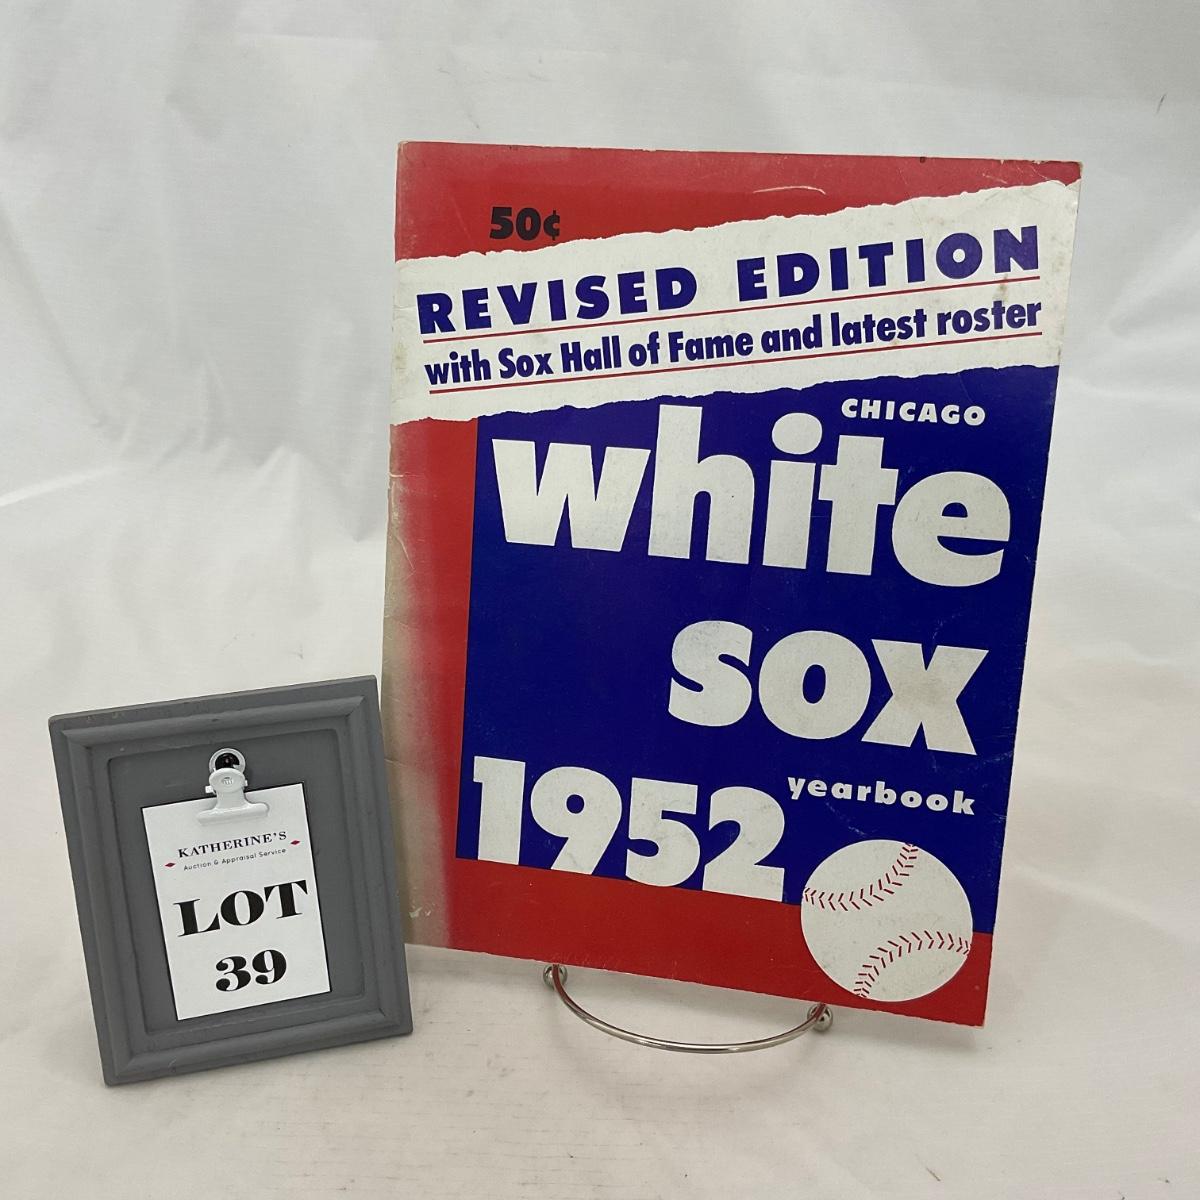 50¢
REVISED EDITION
with Sox Hall of Fame and latest roster
CHICAGO
white
sox
1952
yearbook
KATHERINE'S
Auction & Appraisal Service
LOT
39